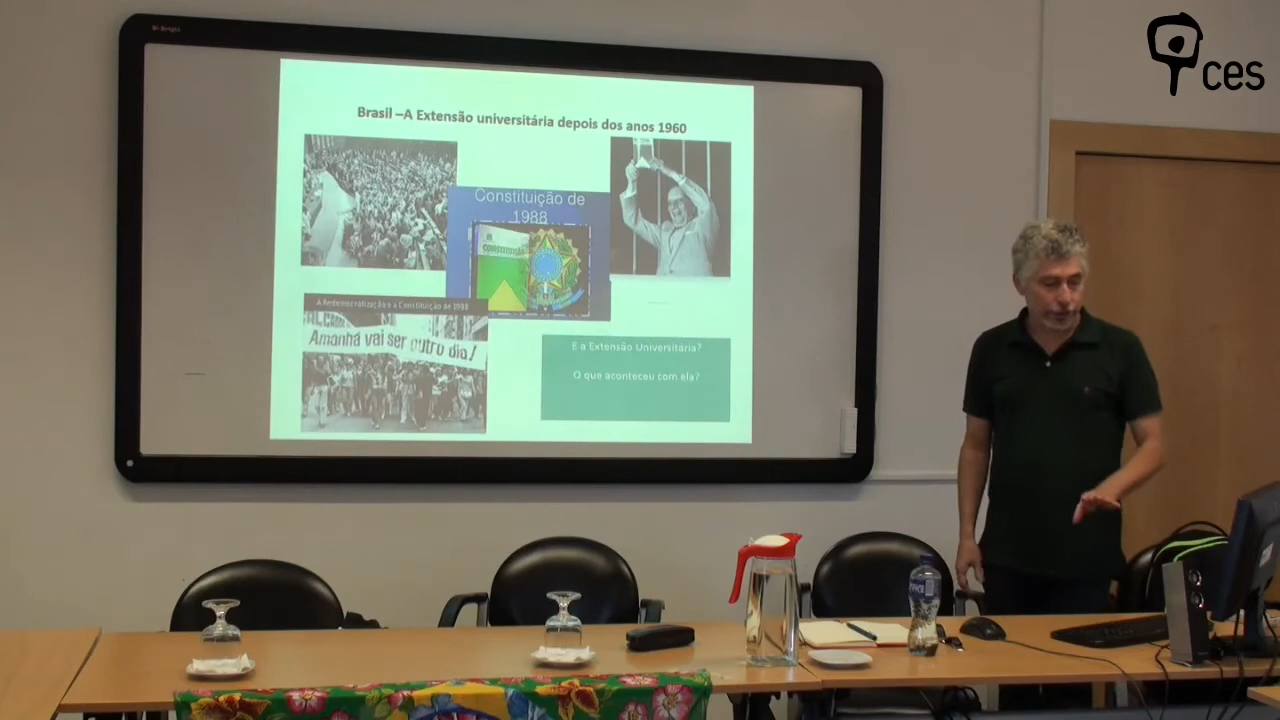 ces
Brasil –A Extensão universitária depois dos anos 1960
Constituição de
1988
A Redemocratização e a Constituição de 1988
Amanhã vai ser outro dia!
E a Extensão Universitária?
O que aconteceu com ela?